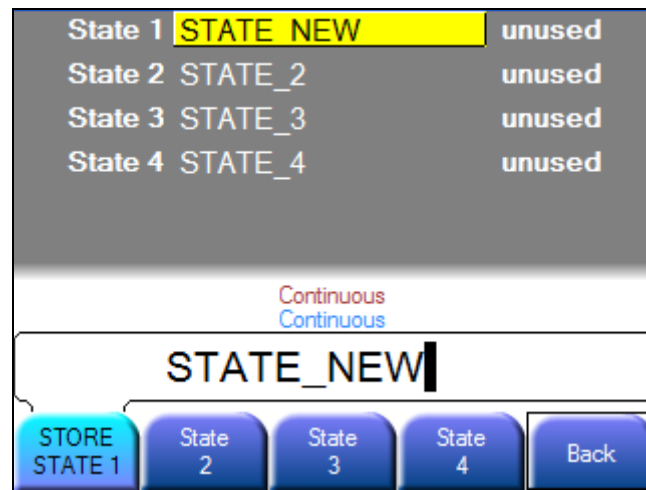 State 1 STATE_NEW unused
State 2 STATE_2 unused
State 3 STATE_3 unused
State 4 STATE_4 unused
Continuous
Continuous
STATE_NEW
STORE STATE 1
State 2
State 3
State 4
Back